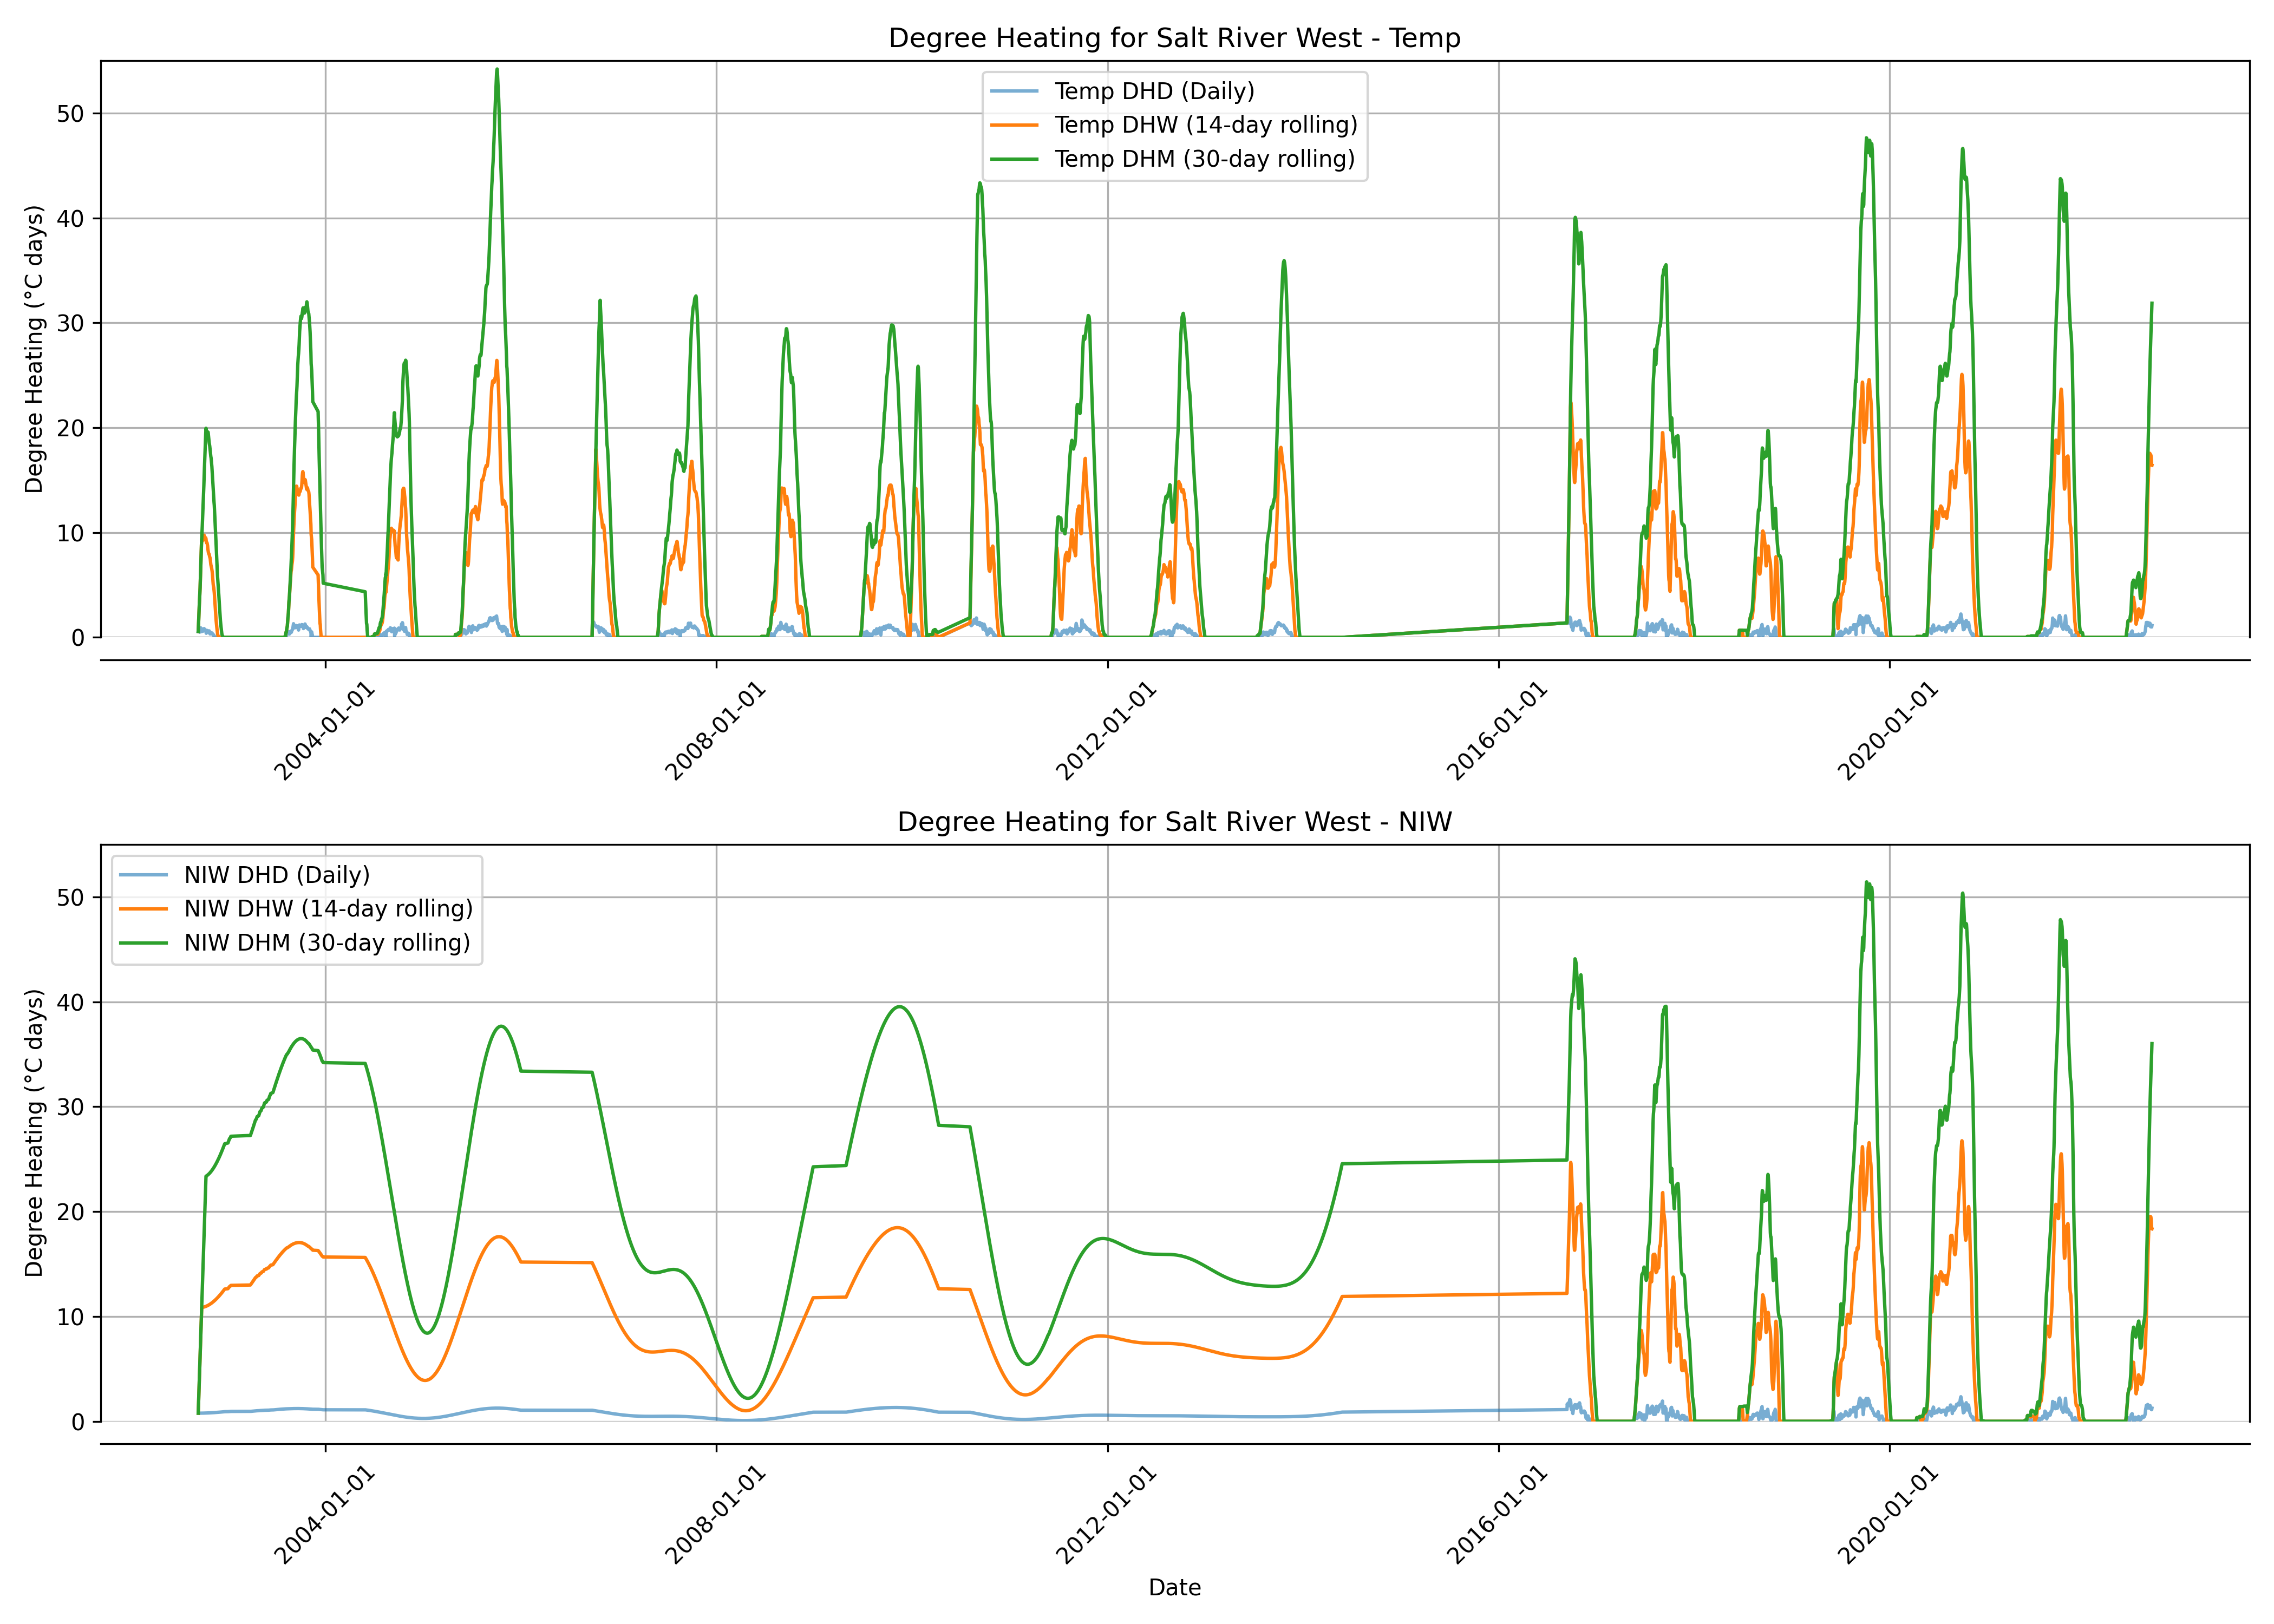 Degree Heating for Salt River West - Temp
Temp DHD (Daily)
Temp DHW (14-day rolling)
Temp DHM (30-day rolling)
Degree Heating (°C days)
50
40
30
20
10
0
2004-01-01
2008-01-01
2012-01-01
2016-01-01
2020-01-01
Degree Heating for Salt River West - NIW
NIW DHD (Daily)
NIW DHW (14-day rolling)
NIW DHM (30-day rolling)
Degree Heating (°C days)
50
40
30
20
10
0
2004-01-01
2008-01-01
2012-01-01
2016-01-01
2020-01-01
Date